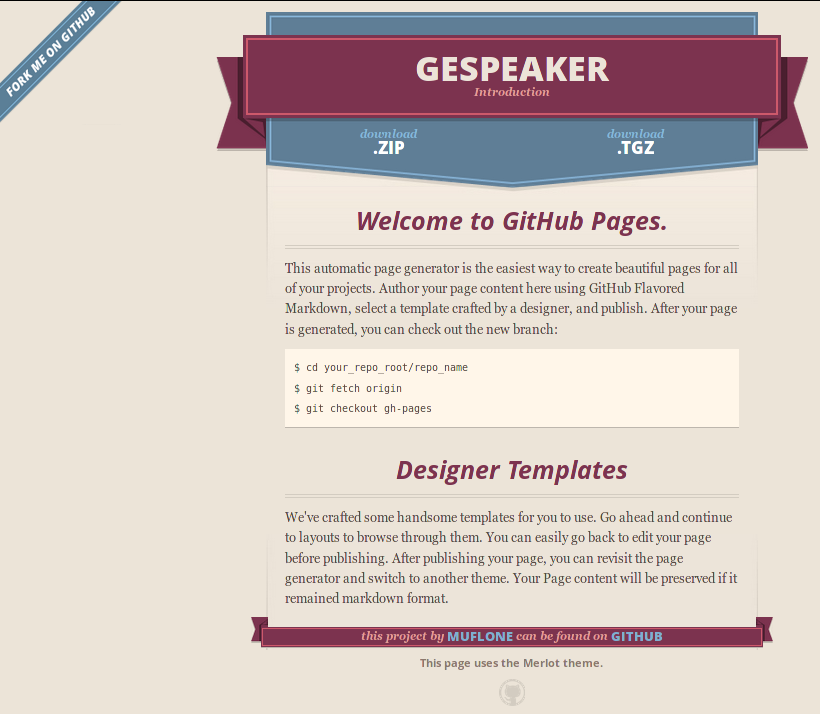 FORK ME ON GITHUB
GESPEAKER
Introduction
download
.ZIP
download
.TGZ
Welcome to GitHub Pages.
This automatic page generator is the easiest way to create beautiful pages for all
of your projects. Author your page content here using GitHub Flavored
Markdown, select a template crafted by a designer, and publish. After your page
is generated, you can check out the new branch:
$ cd your_repo_root/repo_name
$ git fetch origin
$ git checkout gh-pages
Designer Templates
We've crafted some handsome templates for you to use. Go ahead and continue
to layouts to browse through them. You can easily go back to edit your page
before publishing. After publishing your page, you can revisit the page
generator and switch to another theme. Your Page content will be preserved if it
remained markdown format.
this project by MUFLONE can be found on GITHUB
This page uses the Merlot theme.